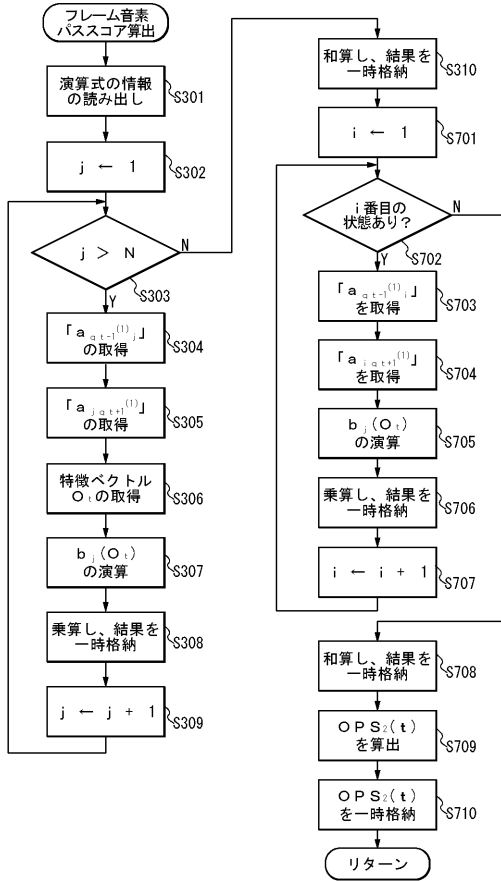 フレーム音素
パススコア算出
演算式の情報
の読み出し
S301
j ← 1
S302
j > N
N
S303
Y
「a q t-1 (1) j」
の取得
S304
「a j q t+1 (1)」
の取得
S305
特徴ベクトル
Otの取得
S306
bj(Ot)
の演算
S307
乗算し、結果を
一時格納
S308
j ← j + 1
S309
和算し、結果を
一時格納
S310
i ← 1
S701
i番目の
状態あり?
N
S702
Y
「a q t-1 (1) j」
を取得
S703
「a i q t+1 (1)」
を取得
S704
bj(Ot)
の演算
S705
乗算し、結果を
一時格納
S706
i ← i + 1
S707
和算し、結果を
一時格納
S708
OPS2(t)
を算出
S709
OPS2(t)
を一時格納
S710
リターン